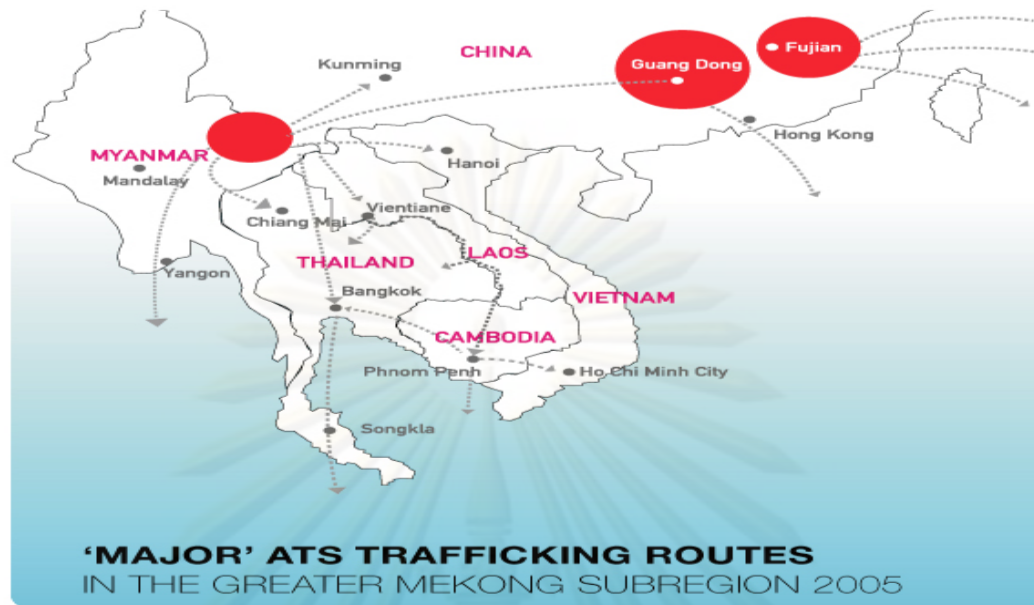 CHINA
Fujian
Kunming
Guang Dong
Hong Kong
MYANMAR
Mandalay
Hanoi
Chiang Mai
Vientiane
LAOS
THAILAND
Yangon
Bangkok
VIETNAM
CAMBODIA
Phnom Penh
Ho Chi Minh City
Songkla
‘MAJOR’ ATS TRAFFICKING ROUTES
IN THE GREATER MEKONG SUBREGION 2005